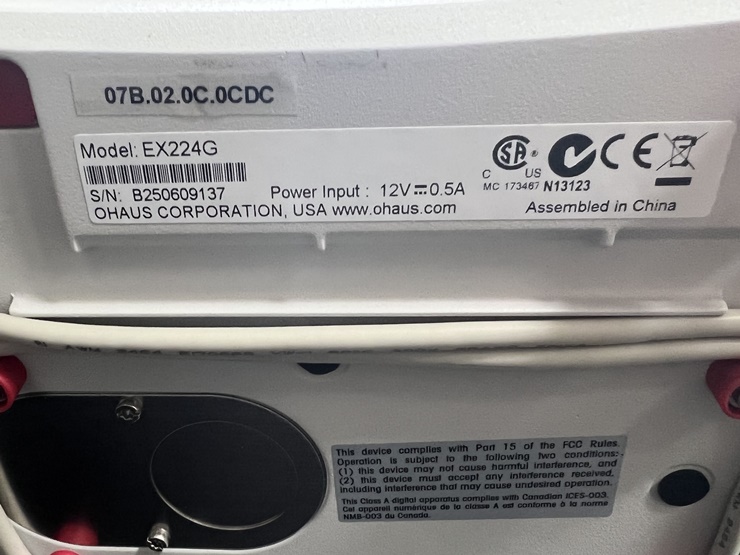 07B.02.0C.0CDC
Model: EX224G
S/N: B250609137
Power Input : 12V⎓0.5A
OHAUS CORPORATION, USA www.ohaus.com
C SA ® US
MC 173467 N13123
CE
Assembled in China
This device complies with Part 15 of the FCC Rules.
Operation is subject to the following two conditions:
(1) this device may not cause harmful interference, and
(2) this device must accept any interference received,
including interference that may cause undesired operation.
This Class A digital apparatus complies with Canadian ICES-003.
Cet appareil numérique de la classe A est conforme à la norme
NMB-003 du Canada.